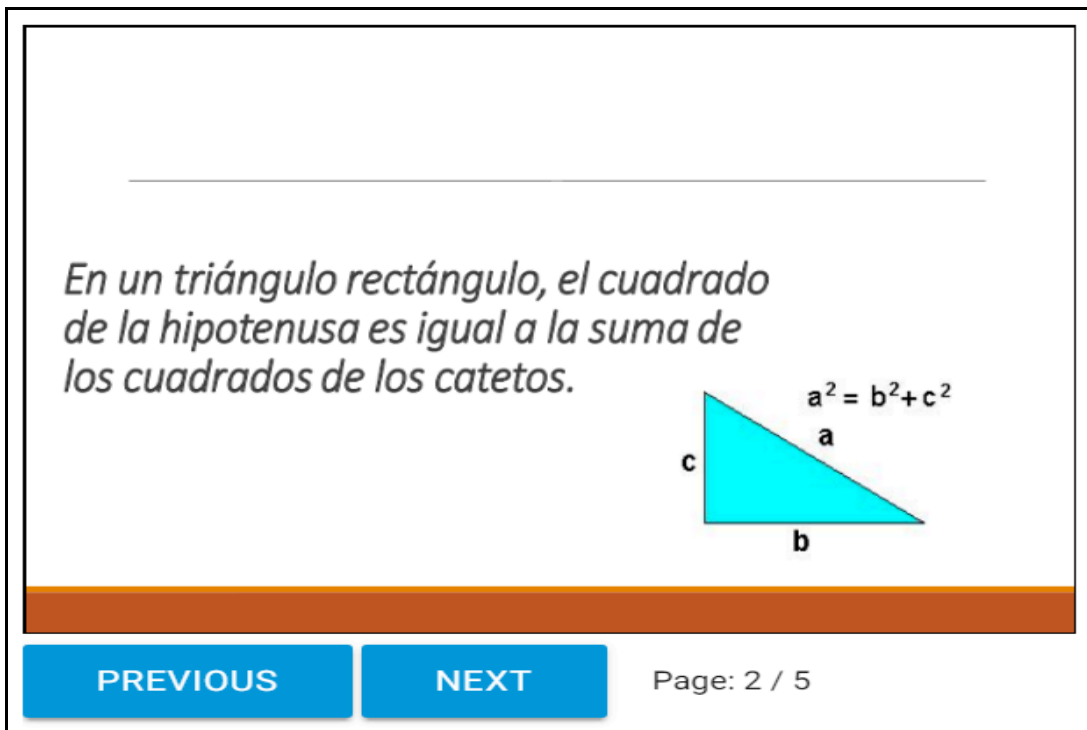 En un triángulo rectángulo, el cuadrado
de la hipotenusa es igual a la suma de
los cuadrados de los catetos.
a² = b²+c²
a
c
b
PREVIOUS NEXT Page: 2 / 5